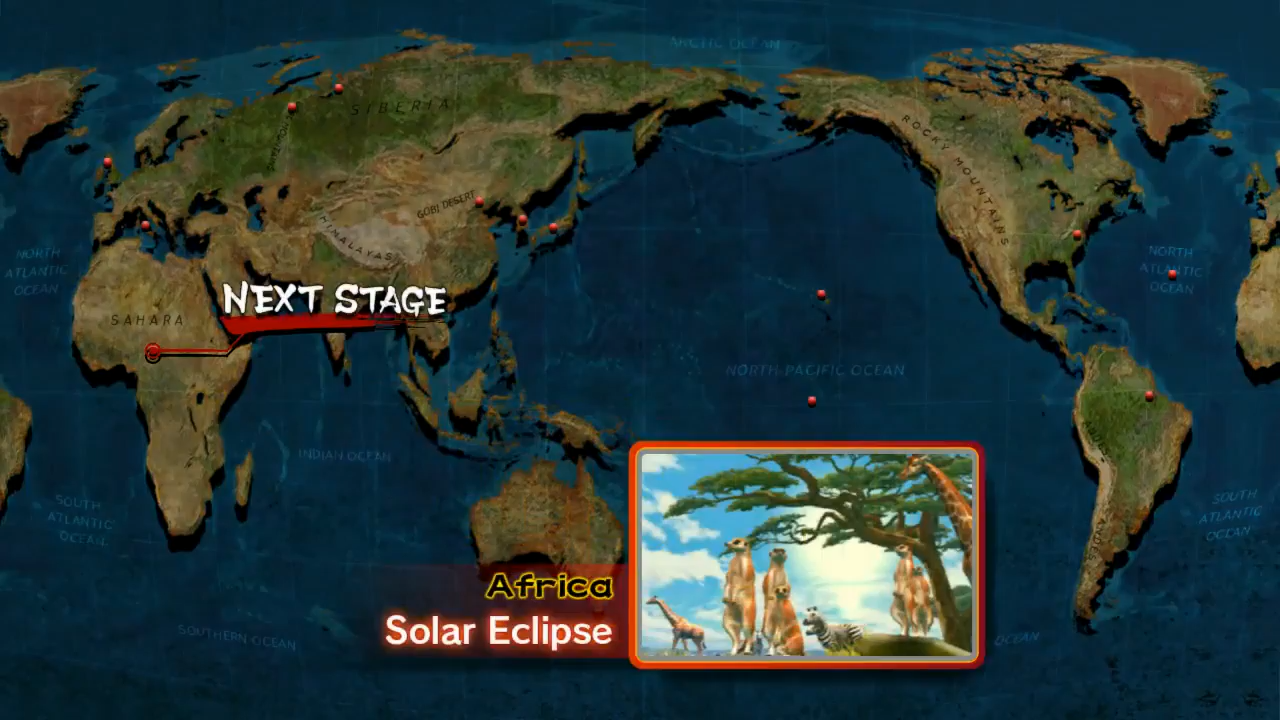 ARCTIC OCEAN
SIBERIA
ROCKY MOUNTAINS
GOBI DESERT
HIMALAYAS
NORTH
ATLANTIC
OCEAN
NORTH
ATLANTIC
OCEAN
NEXT STAGE
SAHARA
NORTH PACIFIC OCEAN
INDIAN OCEAN
SOUTH
ATLANTIC
OCEAN
SOUTH
ATLANTIC
OCEAN
ANDES
Africa
Solar Eclipse
SOUTHERN OCEAN
OCEAN